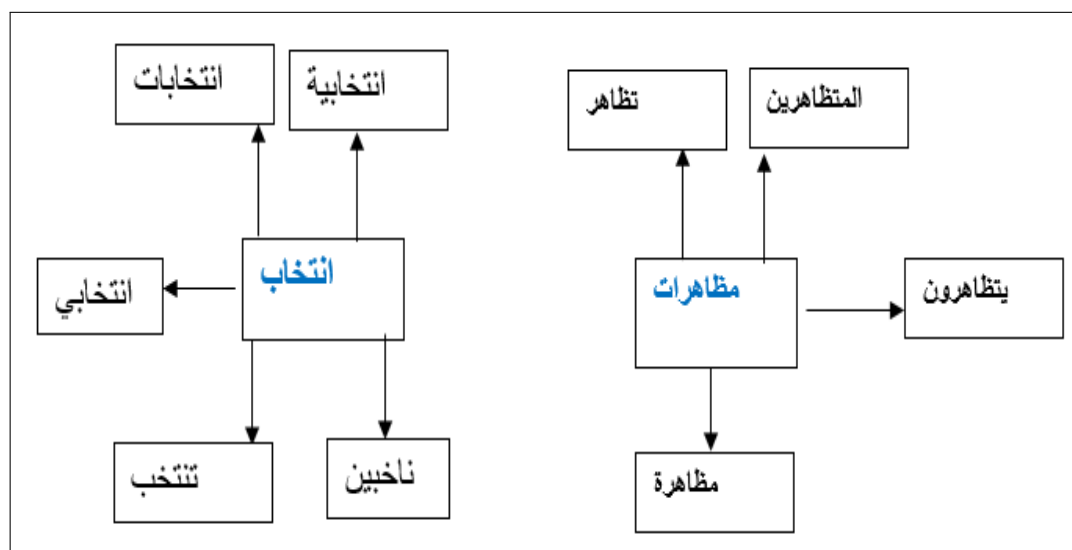 المتظاهرين
تظاهر
مظاهرات
يتظاهرون
مظاهرة
انتخابية
انتخابات
انتخاب
انتخابي
ناخبين
تنتخب